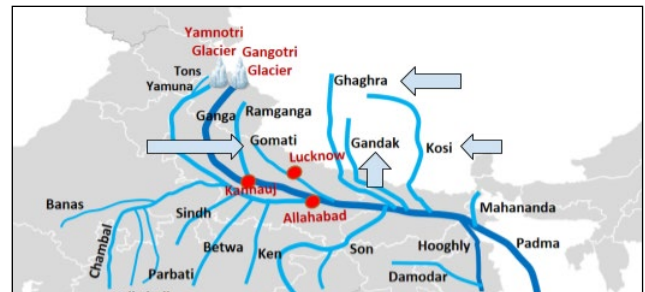 Yamnotri
Glacier
Gangotri
Glacier
Tons
Yamuna
Ghaghra
Ganga
Ramganga
Gomati
Gandak
Kosi
Lucknow
Kannauj
Banas
Allahabad
Mahananda
Sindh
Chambal
Betwa
Ken
Son
Hooghly
Padma
Parbati
Damodar